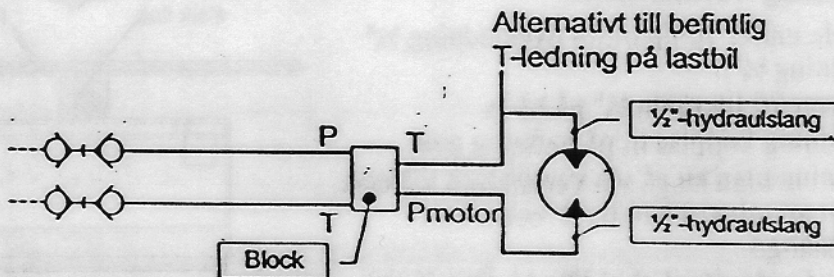 Alternativt till befintlig
T-ledning på lastbil
½"-hydraulslang
P T
T Pmotor
½"-hydraulslang
Block